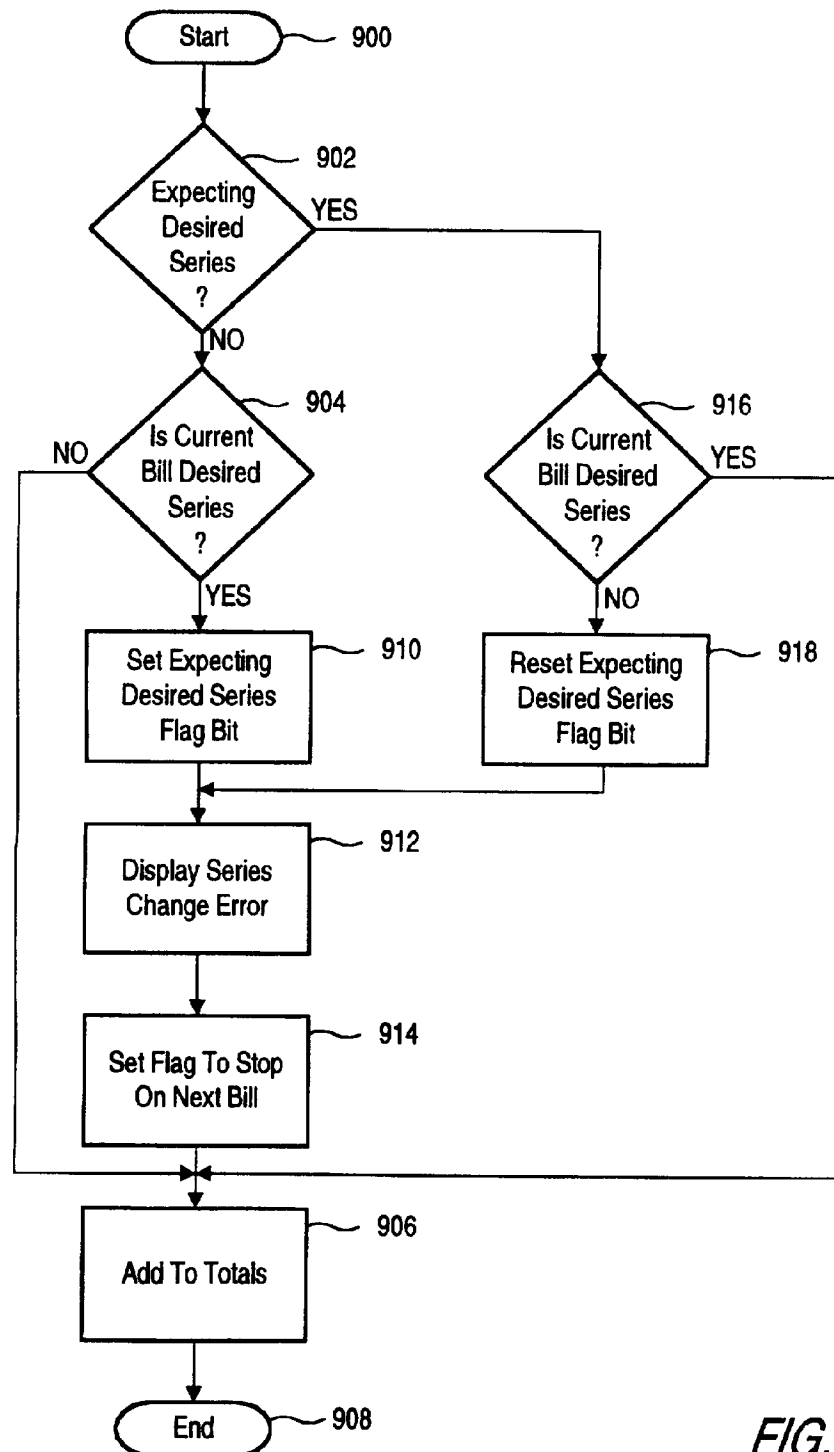 Start
900
902
Expecting
Desired
Series
?
YES
NO
904
NO
Is Current
Bill Desired
Series
?
YES
916
Is Current
Bill Desired
Series
?
YES
NO
910
Set Expecting
Desired Series
Flag Bit
918
Reset Expecting
Desired Series
Flag Bit
912
Display Series
Change Error
914
Set Flag To Stop
On Next Bill
906
Add To Totals
End
908
FIG.